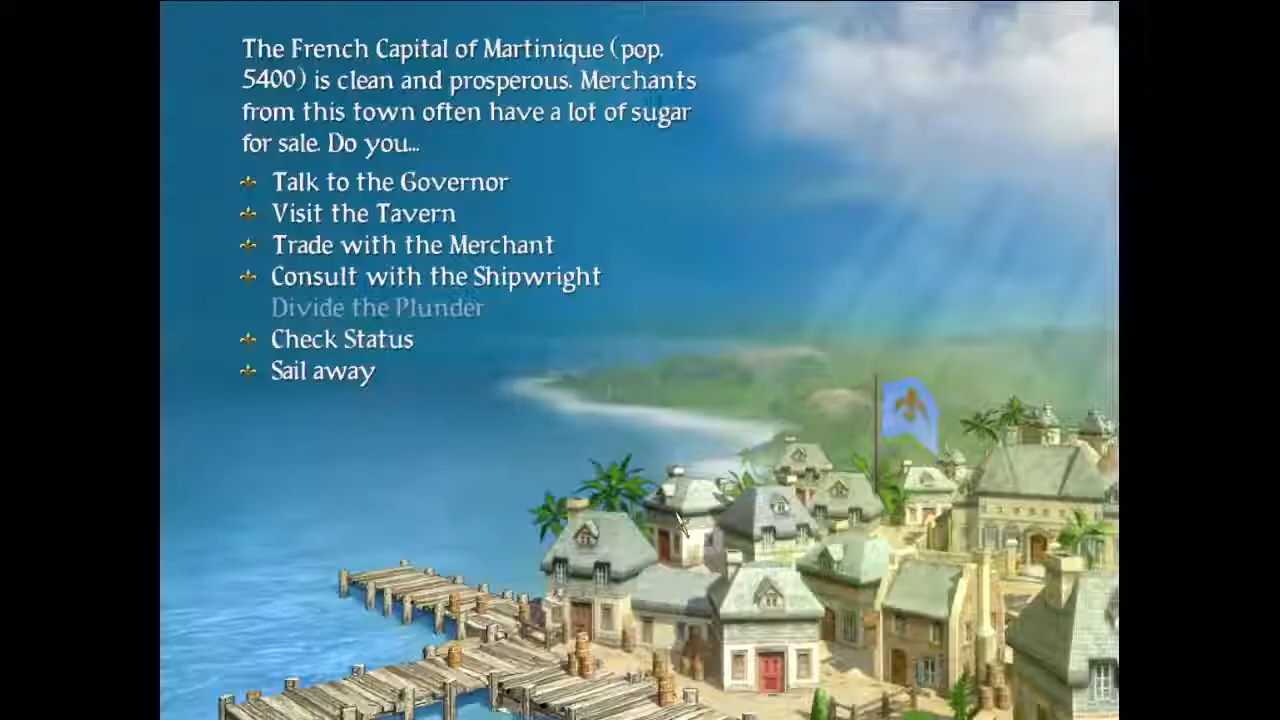 The French Capital of Martinique (pop.
5400) is clean and prosperous. Merchants
from this town often have a lot of sugar
for sale. Do you...
Talk to the Governor
Visit the Tavern
Trade with the Merchant
Consult with the Shipwright
Divide the Plunder
Check Status
Sail away